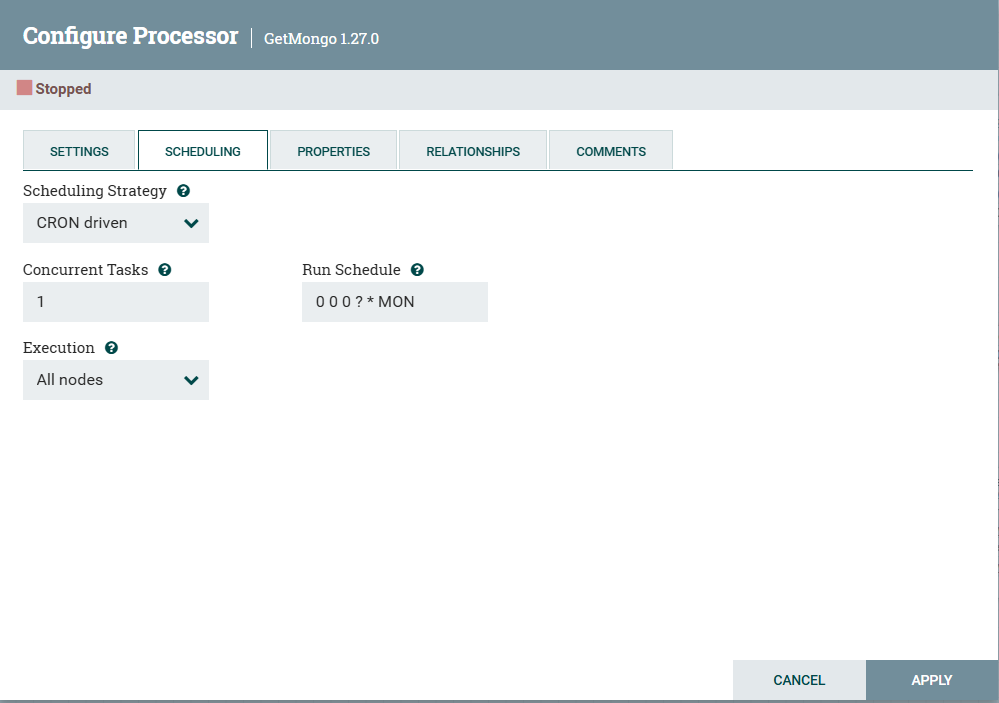 Configure Processor | GetMongo 1.27.0
Stopped
SETTINGS SCHEDULING PROPERTIES RELATIONSHIPS COMMENTS
Scheduling Strategy ?
CRON driven
Concurrent Tasks ? Run Schedule ?
1 0 0 0 ? * MON
Execution ?
All nodes
CANCEL APPLY